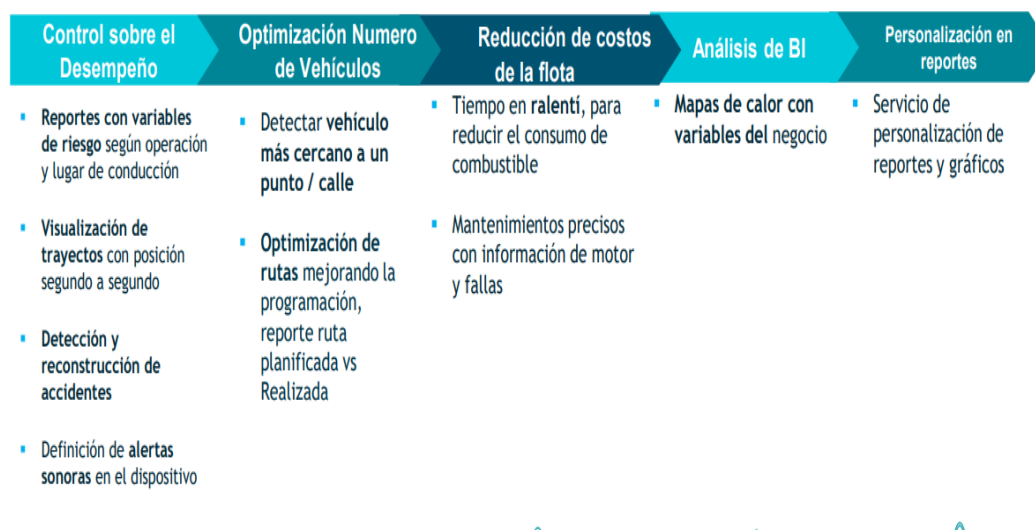 Control sobre el
Desempeño
Optimización Numero
de Vehículos
Reducción de costos
de la flota
Análisis de BI
Personalización en
reportes
Reportes con variables
de riesgo según operación
y lugar de conducción
Visualización de
trayectos con posición
segundo a segundo
Detección y
reconstrucción de
accidentes
Definición de alertas
sonoras en el dispositivo
Detectar vehículo
más cercano a un
punto / calle
Optimización de
rutas mejorando la
programación,
reporte ruta
planificada vs
Realizada
Tiempo en ralentí, para
reducir el consumo de
combustible
Mantenimientos precisos
con información de motor
y fallas
Mapas de calor con
variables del negocio
Servicio de
personalización de
reportes y gráficos